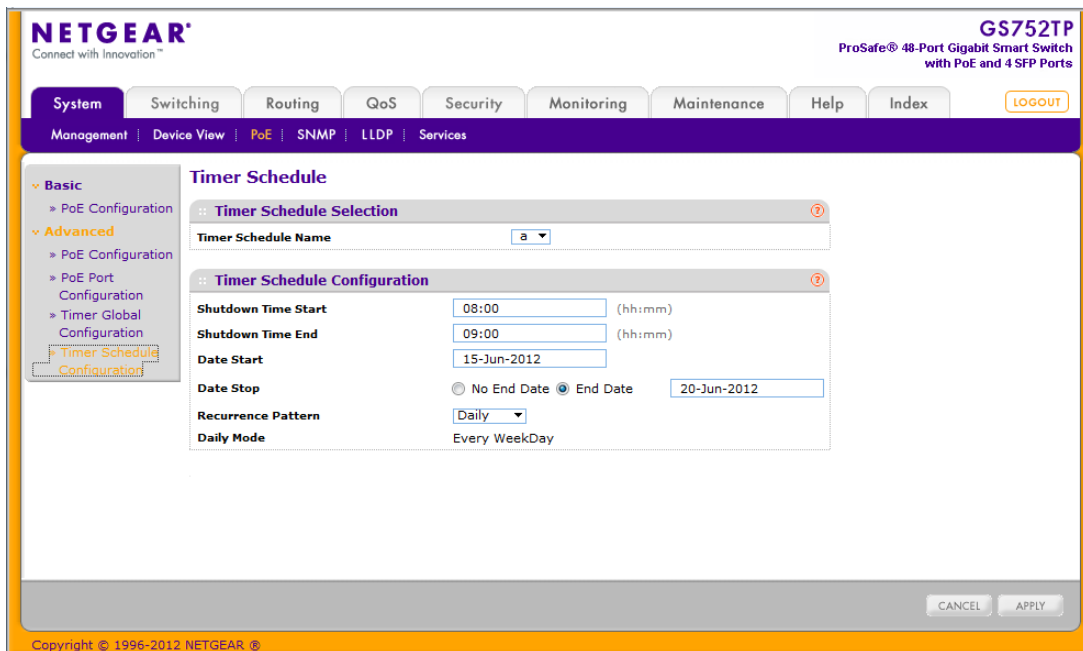 NETGEAR®
Connect with Innovation™
GS752TP
ProSafe® 48-Port Gigabit Smart Switch
with PoE and 4 SFP Ports
System Switching Routing QoS Security Monitoring Maintenance Help Index LOGOUT
Management Device View PoE SNMP LLDP Services
Basic
» PoE Configuration
Advanced
» PoE Configuration
» PoE Port
Configuration
» Timer Global
Configuration
» Timer Schedule
Configuration
Timer Schedule
:: Timer Schedule Selection ?
Timer Schedule Name a
:: Timer Schedule Configuration ?
Shutdown Time Start 08:00 (hh:mm)
Shutdown Time End 09:00 (hh:mm)
Date Start 15-Jun-2012
Date Stop No End Date End Date 20-Jun-2012
Recurrence Pattern Daily
Daily Mode Every WeekDay
CANCEL APPLY
Copyright © 1996-2012 NETGEAR ®